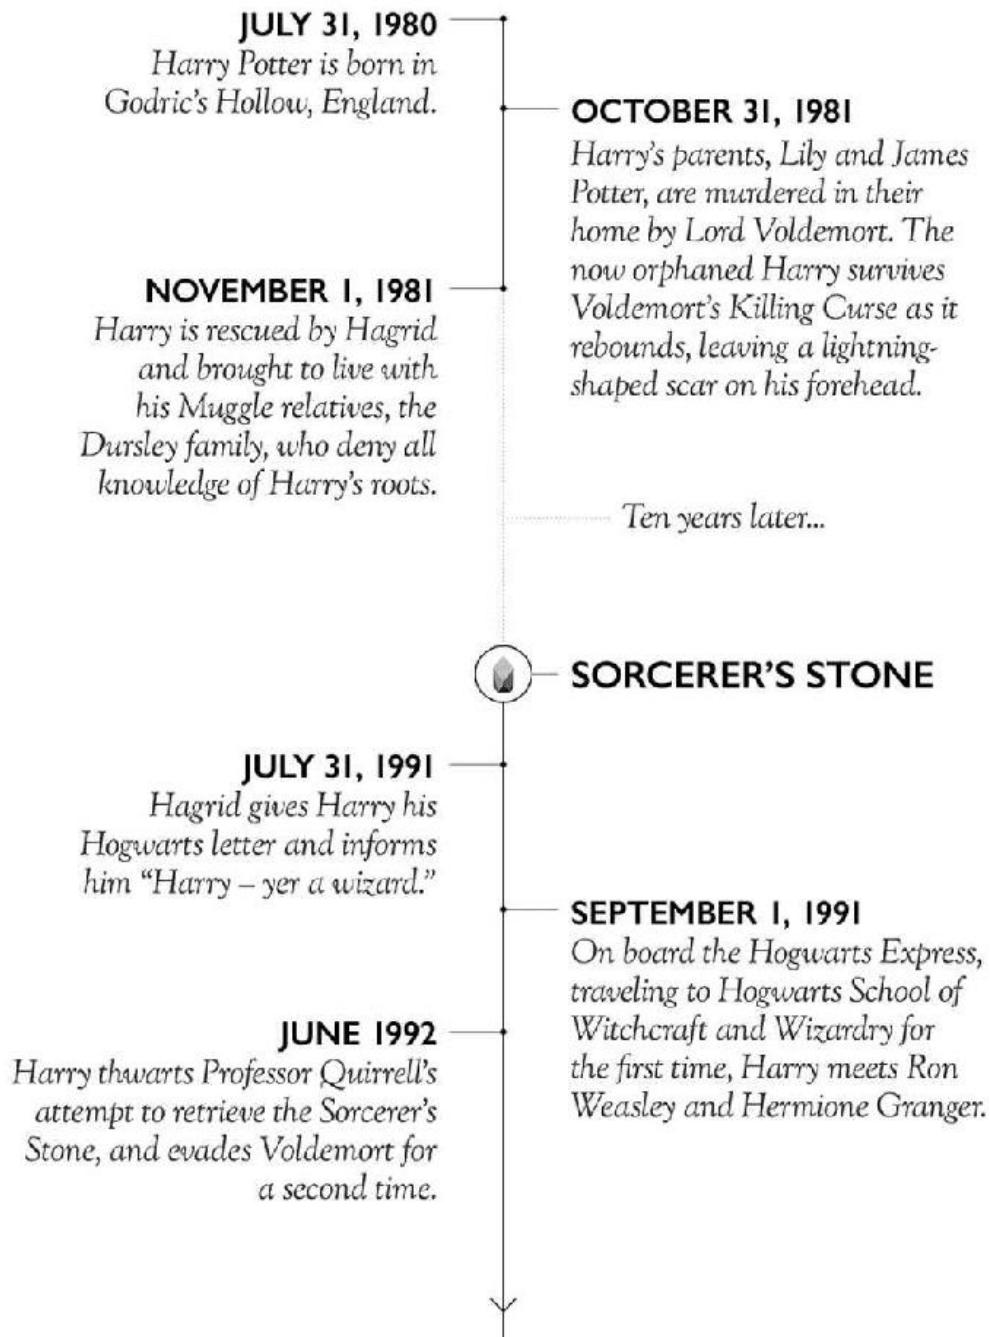 JULY 31, 1980
Harry Potter is born in
Godric's Hollow, England.
OCTOBER 31, 1981
Harry's parents, Lily and James
Potter, are murdered in their
home by Lord Voldemort. The
now orphaned Harry survives
Voldemort's Killing Curse as it
rebounds, leaving a lightning-
shaped scar on his forehead.
NOVEMBER 1, 1981
Harry is rescued by Hagrid
and brought to live with
his Muggle relatives, the
Dursley family, who deny all
knowledge of Harry's roots.
Ten years later...
SORCERER'S STONE
JULY 31, 1991
Hagrid gives Harry his
Hogwarts letter and informs
him “Harry – yer a wizard.”
SEPTEMBER 1, 1991
On board the Hogwarts Express,
traveling to Hogwarts School of
Witchcraft and Wizardry for
the first time, Harry meets Ron
Weasley and Hermione Granger.
JUNE 1992
Harry thwarts Professor Quirrell's
attempt to retrieve the Sorcerer's
Stone, and evades Voldemort for
a second time.